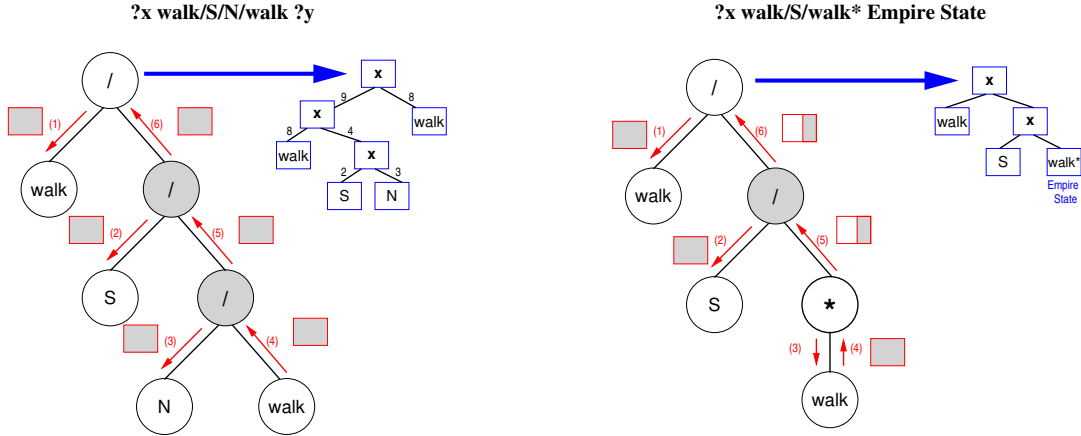 ?x walk/S/N/walk ?y
/
x
(1)
(6)
9
8
x
walk
8
4
walk
/
walk
x
2
3
S
N
(2)
(5)
S
/
(3)
(4)
N
walk
?x walk/S/walk* Empire State
/
x
(1)
(6)
walk
x
walk
/
S
walk*
Empire
State
(2)
(5)
S
*
(3)
(4)
walk